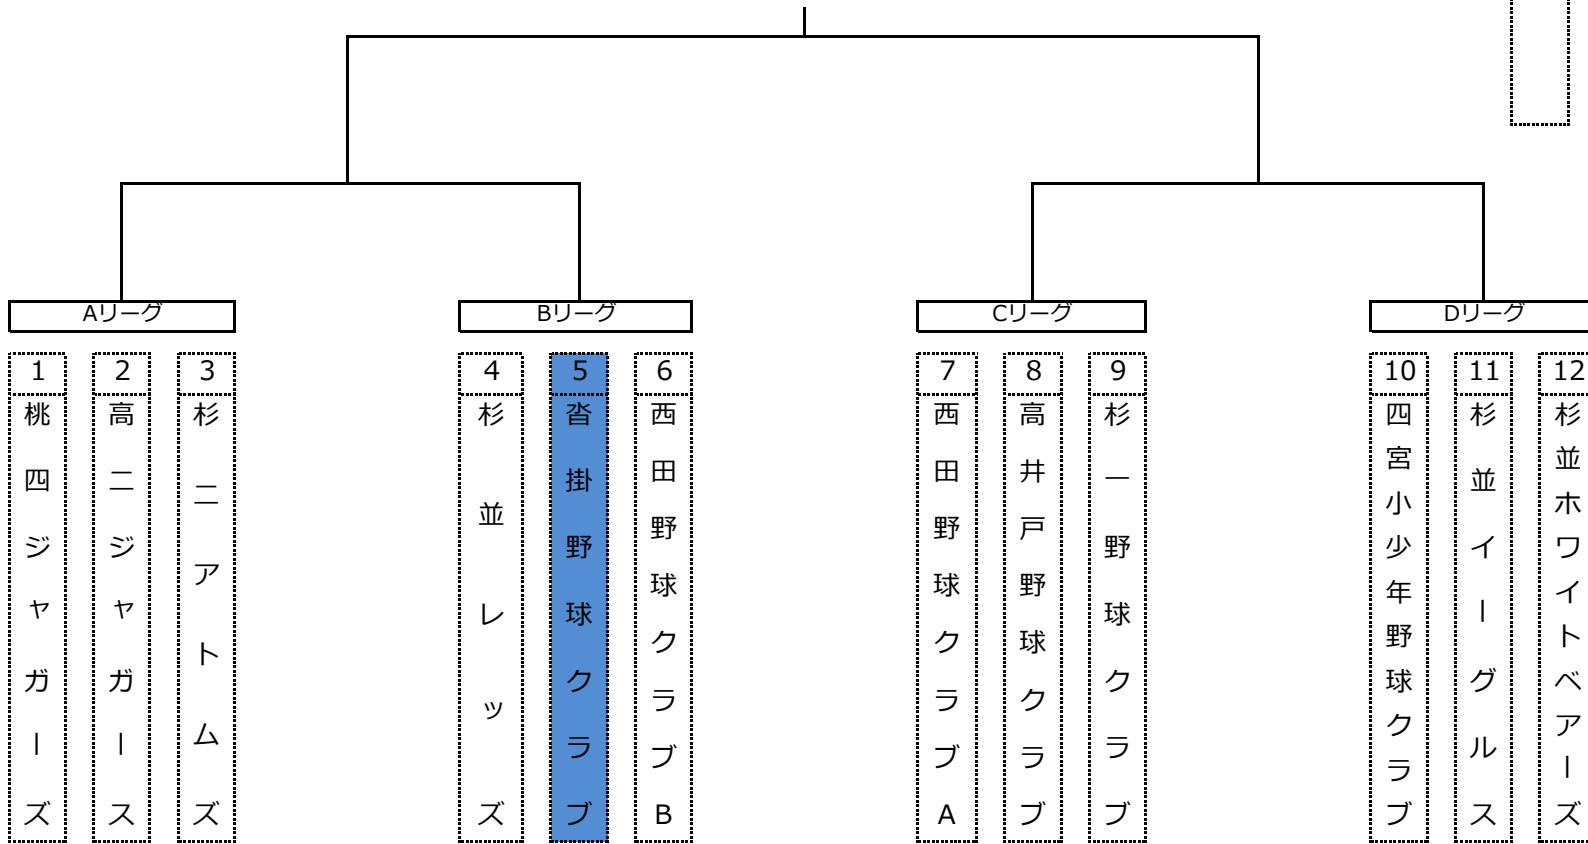 Aリーグ
Bリーグ
Cリーグ
Dリーグ
1
桃四ジャガーズ
2
高二ジャガース
3
杉二アトムズ
4
杉並レッズ
5
沓掛野球クラブ
6
西田野球クラブB
7
西田野球クラブA
8
高井戸野球クラブ
9
杉一野球クラブ
10
四宮小少年野球クラブ
11
杉並イーグルス
12
杉並ホワイトベアーズ